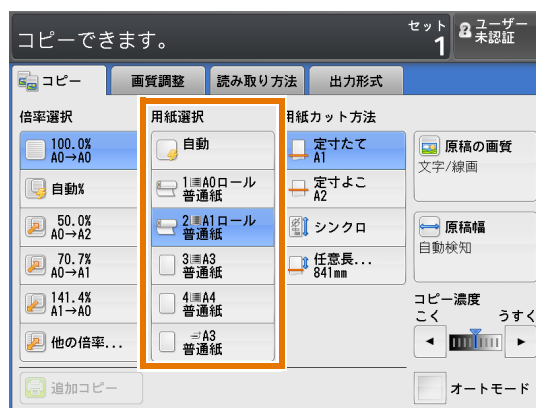 コピーできます。
セット
1
ユーザー
未認証
コピー
画質調整
読み取り方法
出力形式
倍率選択
100.0%
A0→A0
自動%
50.0%
A0→A2
70.7%
A0→A1
141.4%
A1→A0
他の倍率...
用紙選択
自動
1 A0ロール
普通紙
2 A1ロール
普通紙
3 A3
普通紙
4 A4
普通紙
A3
普通紙
用紙カット方法
定寸たて
A1
定寸よこ
A2
シンクロ
任意長...
841mm
原稿の画質
文字/線画
原稿幅
自動検知
コピー濃度
こく うすく
追加コピー
オートモード